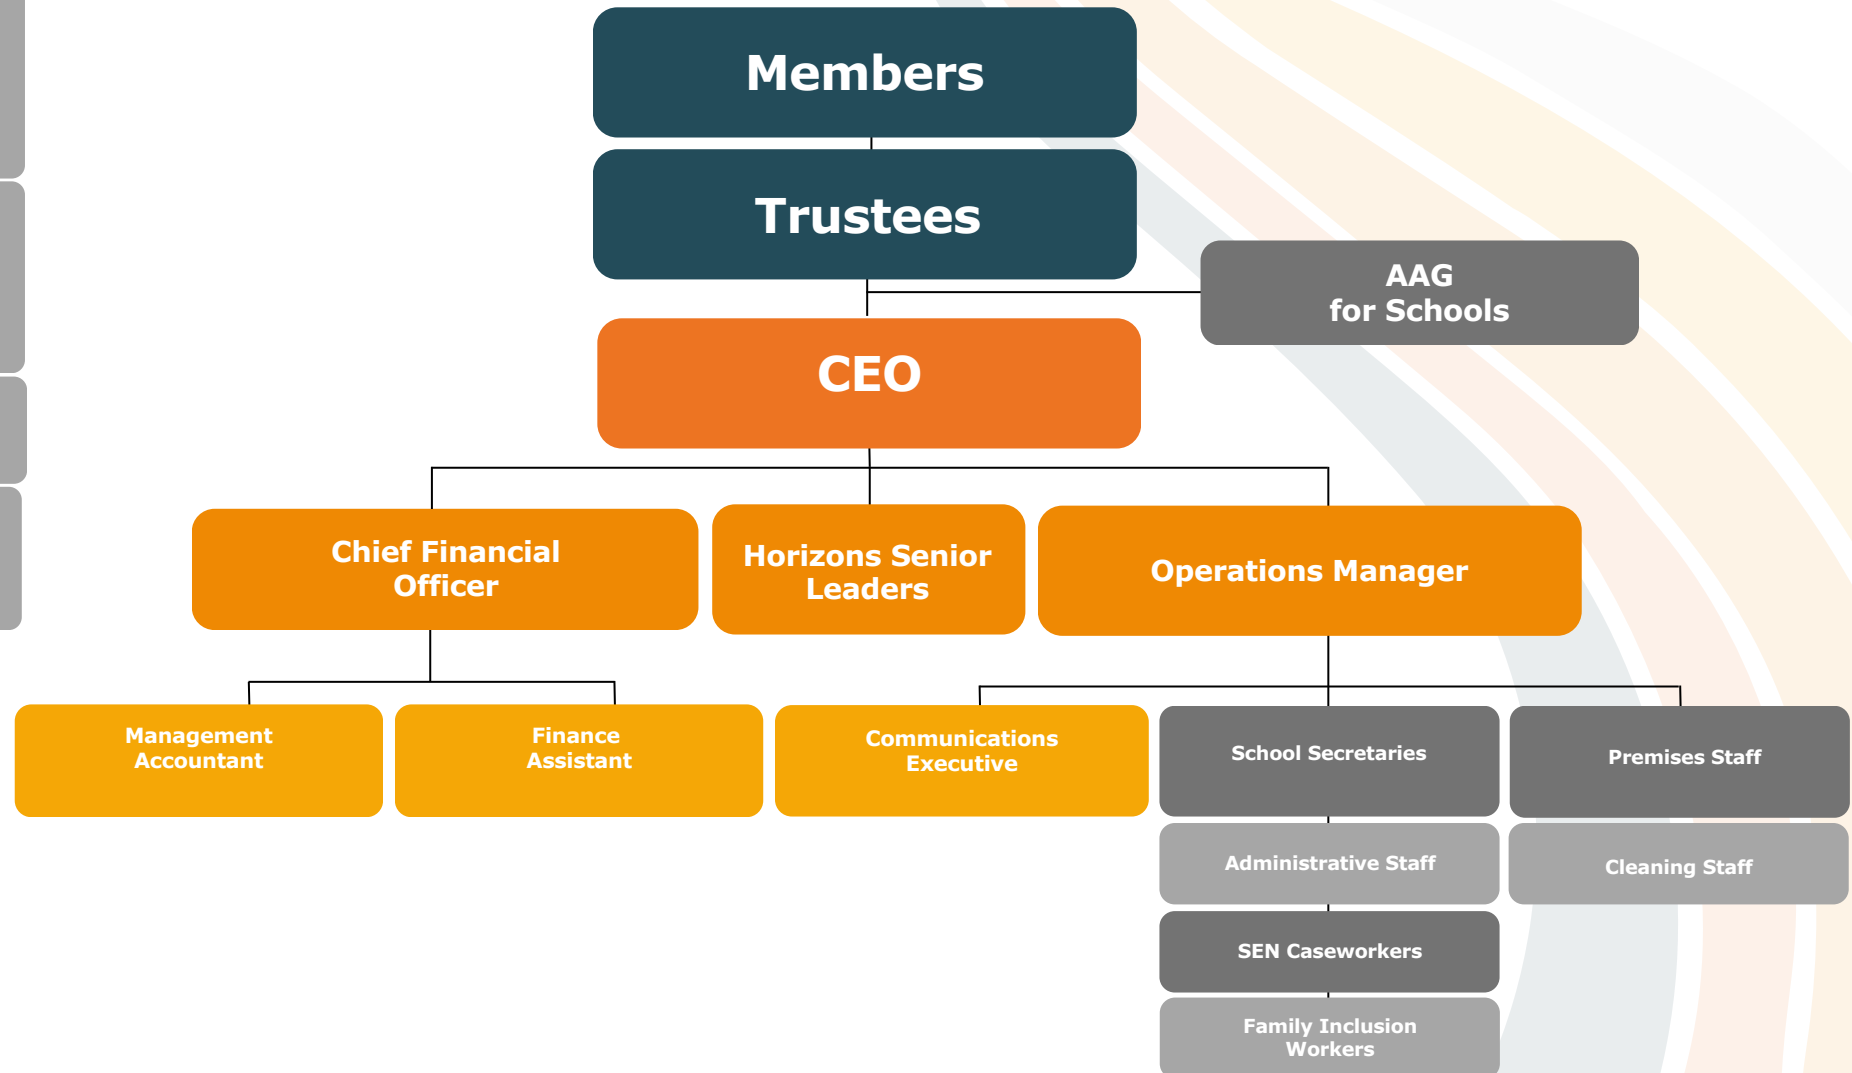 Members
Trustees
AAG
for Schools
CEO
Chief Financial
Officer
Horizons Senior
Leaders
Operations Manager
Management
Accountant
Finance
Assistant
Communications
Executive
School Secretaries
Premises Staff
Administrative Staff
Cleaning Staff
SEN Caseworkers
Family Inclusion
Workers